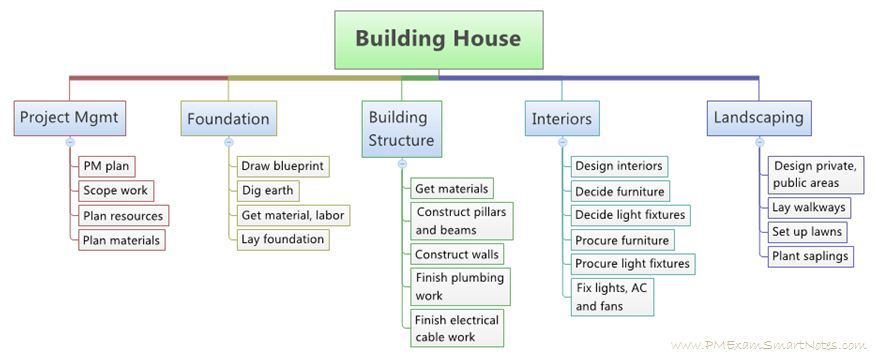 Building House
Project Mgmt
PM plan
Scope work
Plan resources
Plan materials
Foundation
Draw blueprint
Dig earth
Get material, labor
Lay foundation
Building
Structure
Get materials
Construct pillars
and beams
Construct walls
Finish plumbing
work
Finish electrical
cable work
Interiors
Design interiors
Decide furniture
Decide light fixtures
Procure furniture
Procure light fixtures
Fix lights, AC
and fans
Landscaping
Design private,
public areas
Lay walkways
Set up lawns
Plant saplings
www.PMExamSmartNotes.com